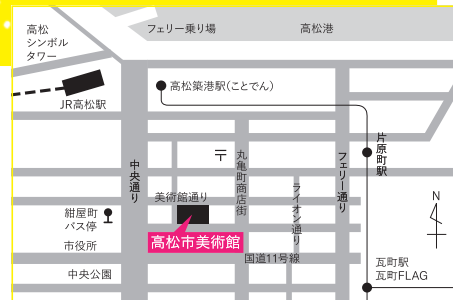 高松
シンボル
タワー
フェリー乗り場
高松港
JR高松駅
高松築港駅(ことでん)
中央通り
丸亀町商店街
フェリー通り
片原町駅
美術館通り
ライオン通り
紺屋町
バス停
市役所
高松市美術館
国道11号線
中央公園
N
瓦町駅
瓦町FLAG